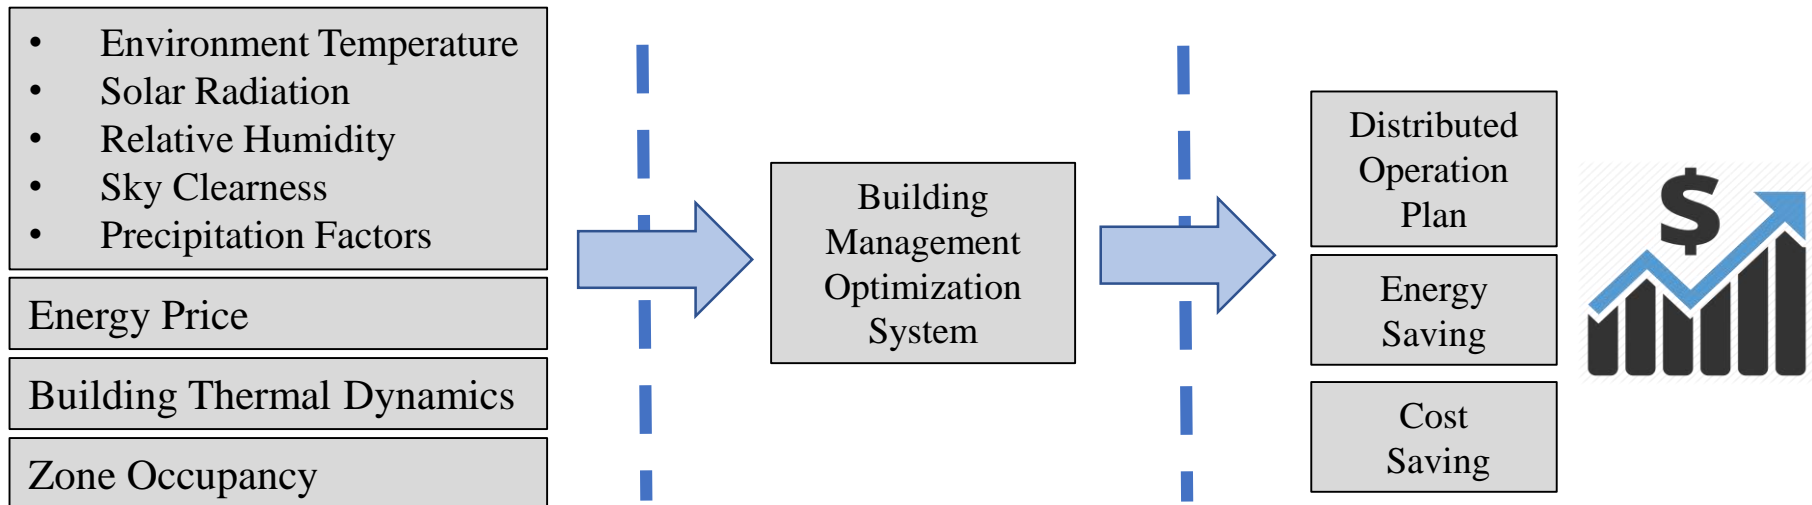 • Environment Temperature
• Solar Radiation
• Relative Humidity
• Sky Clearness
• Precipitation Factors
Energy Price
Building Thermal Dynamics
Zone Occupancy
Building
Management
Optimization
System
Distributed
Operation
Plan
Energy
Saving
Cost
Saving
$